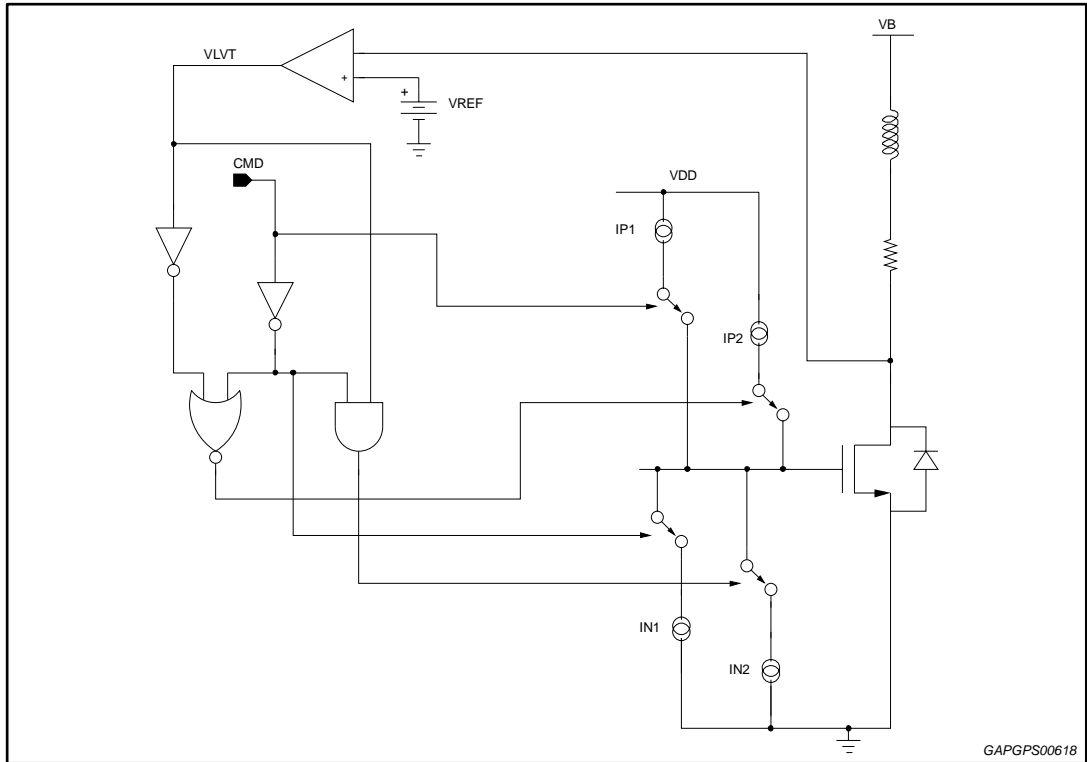 VB
VLVT
+
+
VREF
CMD
VDD
IP1
IP2
IN1
IN2
GAPGPS00618